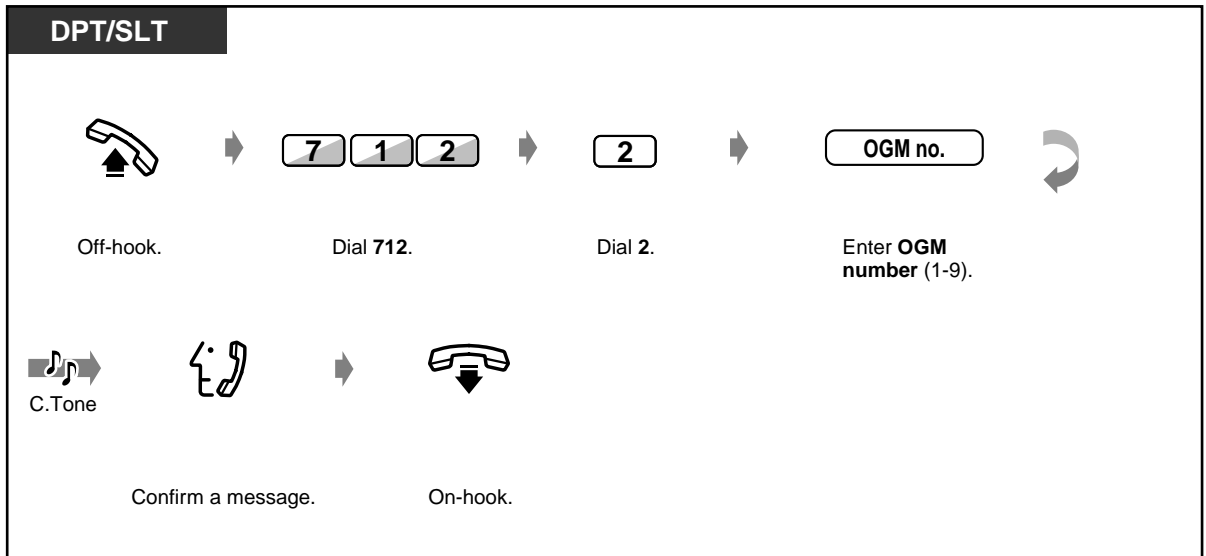 DPT/SLT
7 1 2
2
OGM no.
Off-hook.
Dial 712.
Dial 2.
Enter OGM
number (1-9).
C.Tone
Confirm a message.
On-hook.